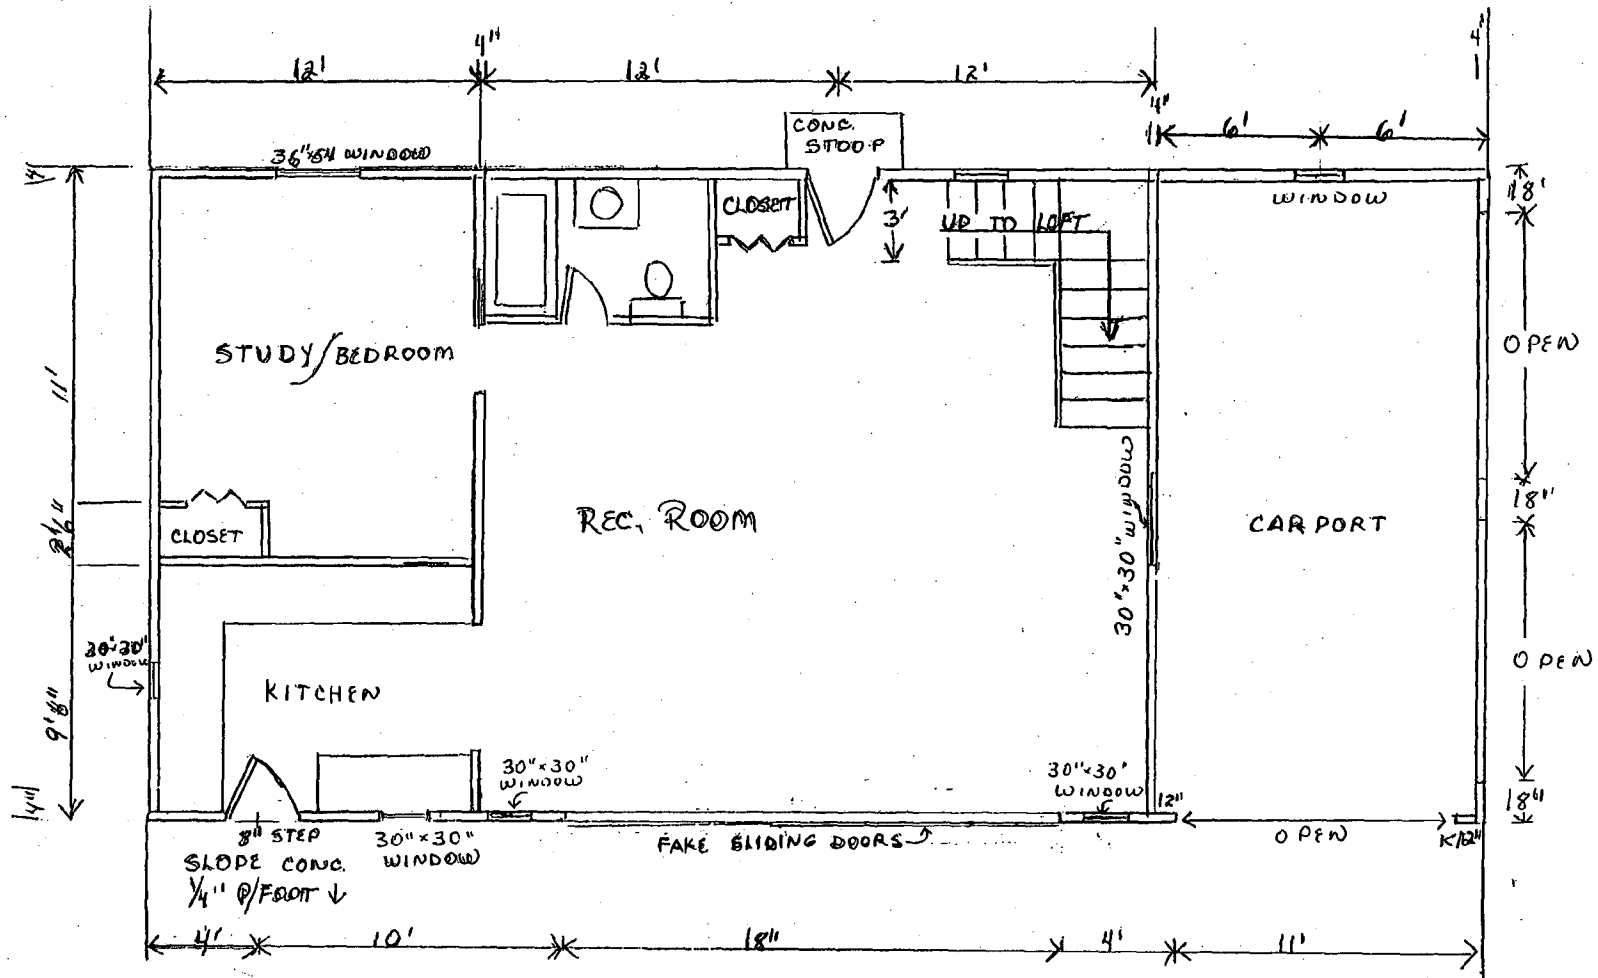 4"
4'
12'
12'
12'
4"
6'
6'
CONC.
STOOP
36"x54 WINDOW
4"
WINDOW
18'
CLOSET
3'
UP TO LOFT
OPEN
STUDY/BEDROOM
11'
30"x30" WINDOW
18"
REC. ROOM
CARPORT
CLOSET
30"x30"
WINDOW
OPEN
KITCHEN
9'8"
30"x30"
WINDOW
30"x30"
WINDOW
4"
12"
18"
8" STEP
30"x30"
WINDOW
FAKE SLIDING DOORS
OPEN
12"
SLOPE CONC.
1/4" P/FOOT
4'
10'
18"
4'
11'